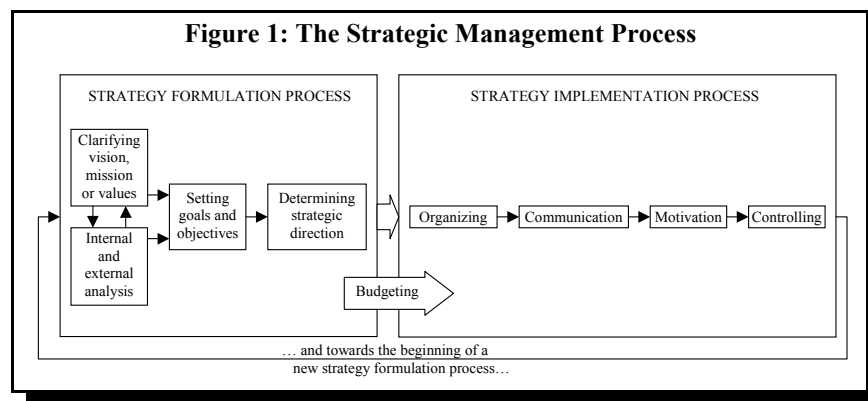 Figure 1: The Strategic Management Process
STRATEGY FORMULATION PROCESS
Clarifying
vision,
mission
or values
Internal
and
external
analysis
Setting
goals and
objectives
Determining
strategic
direction
STRATEGY IMPLEMENTATION PROCESS
Organizing
Communication
Motivation
Controlling
Budgeting
… and towards the beginning of a
new strategy formulation process…